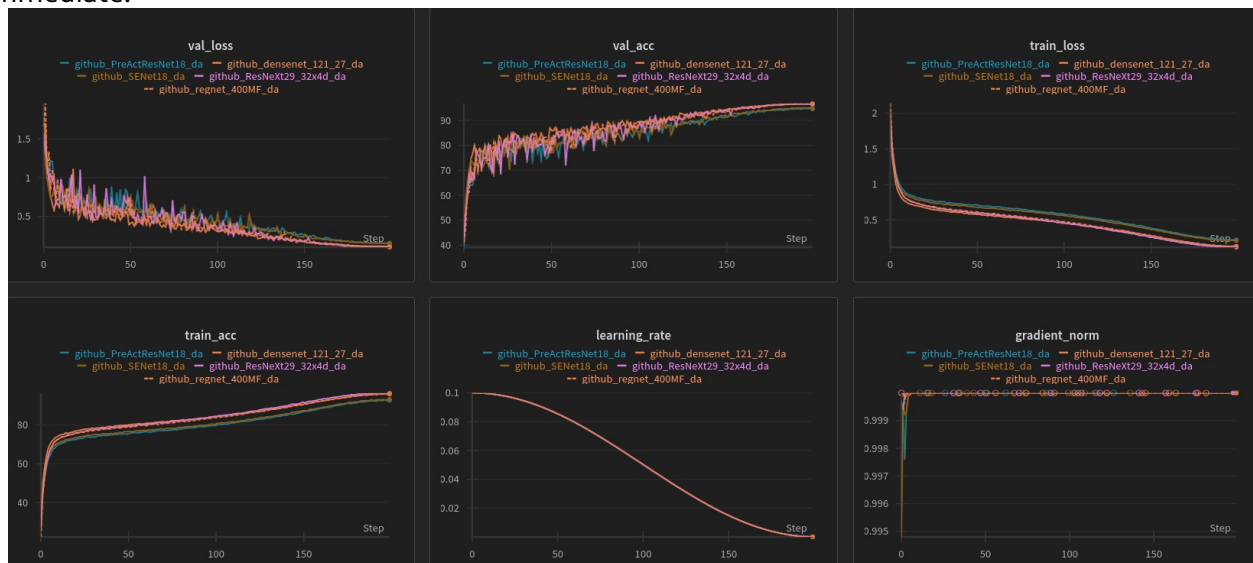 mmediate.
val_loss
github_PreActResNet18_da github_densenet_121_27_da
github_SENet18_da github_ResNeXt29_32x4d_da
github_regnet_400MF_da
1.5
1
0.5
Step
0 50 100 150
val_acc
github_PreActResNet18_da github_densenet_121_27_da
github_SENet18_da github_ResNeXt29_32x4d_da
github_regnet_400MF_da
90
80
70
60
50
40
Step
0 50 100 150
train_loss
github_PreActResNet18_da github_densenet_121_27_da
github_SENet18_da github_ResNeXt29_32x4d_da
github_regnet_400MF_da
2
1.5
1
0.5
Step
0 50 100 150
train_acc
github_PreActResNet18_da github_densenet_121_27_da
github_SENet18_da github_ResNeXt29_32x4d_da
github_regnet_400MF_da
80
60
40
Step
0 50 100 150
learning_rate
github_PreActResNet18_da github_densenet_121_27_da
github_SENet18_da github_ResNeXt29_32x4d_da
github_regnet_400MF_da
0.1
0.08
0.06
0.04
0.02
Step
0 50 100 150
gradient_norm
github_PreActResNet18_da github_densenet_121_27_da
github_SENet18_da github_ResNeXt29_32x4d_da
github_regnet_400MF_da
0.999
0.998
0.997
0.996
0.995
Step
0 50 100 150